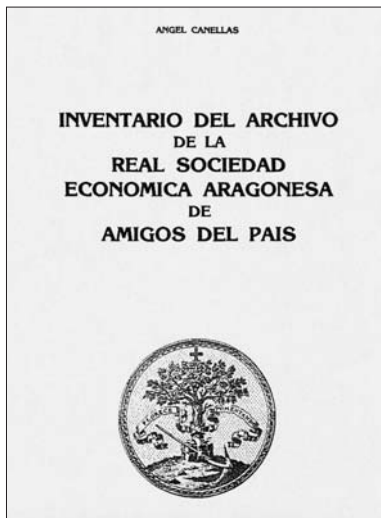 ANGEL CANELLAS
INVENTARIO DEL ARCHIVO
DE LA
REAL SOCIEDAD
ECONOMICA ARAGONESA
DE
AMIGOS DEL PAIS